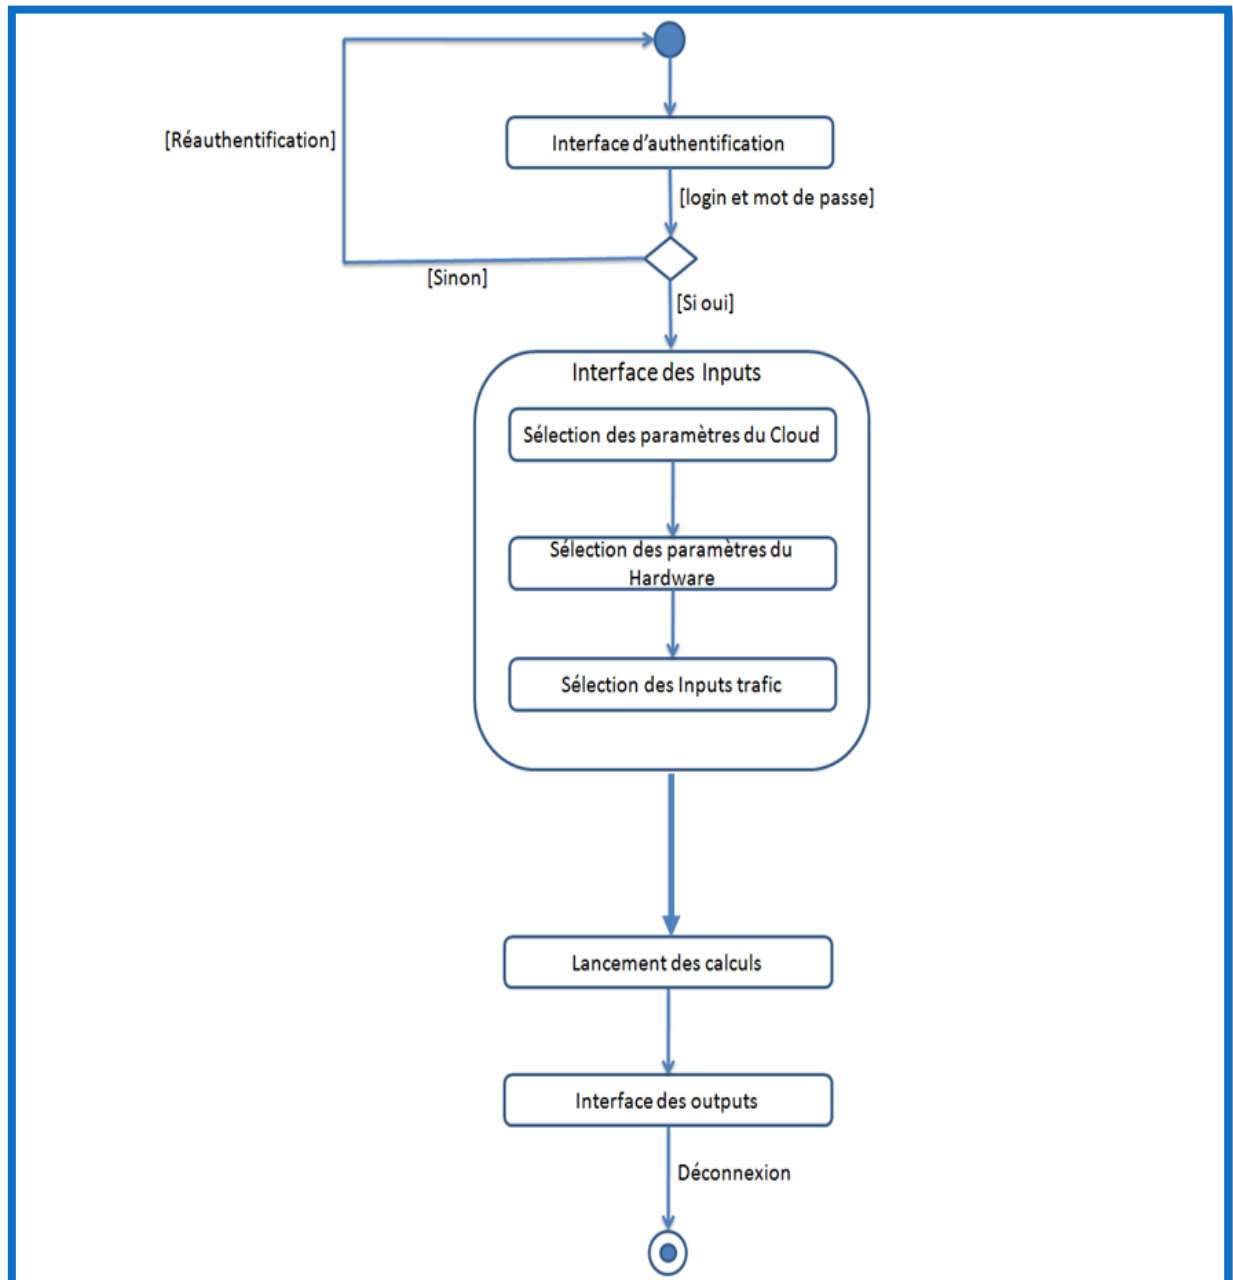 [Réauthentification]
Interface d'authentification
[login et mot de passe]
[Sinon]
[Si oui]
Interface des Inputs
Sélection des paramètres du Cloud
Sélection des paramètres du
Hardware
Sélection des Inputs trafic
Lancement des calculs
Interface des outputs
Déconnexion